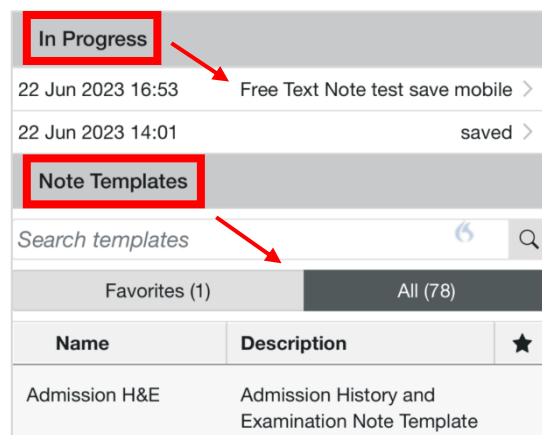 In Progress
22 Jun 2023 16:53 Free Text Note test save mobile
22 Jun 2023 14:01 saved
Note Templates
Search templates
Favorites (1) All (78)
Name Description
Admission H&E Admission History and
Examination Note Template